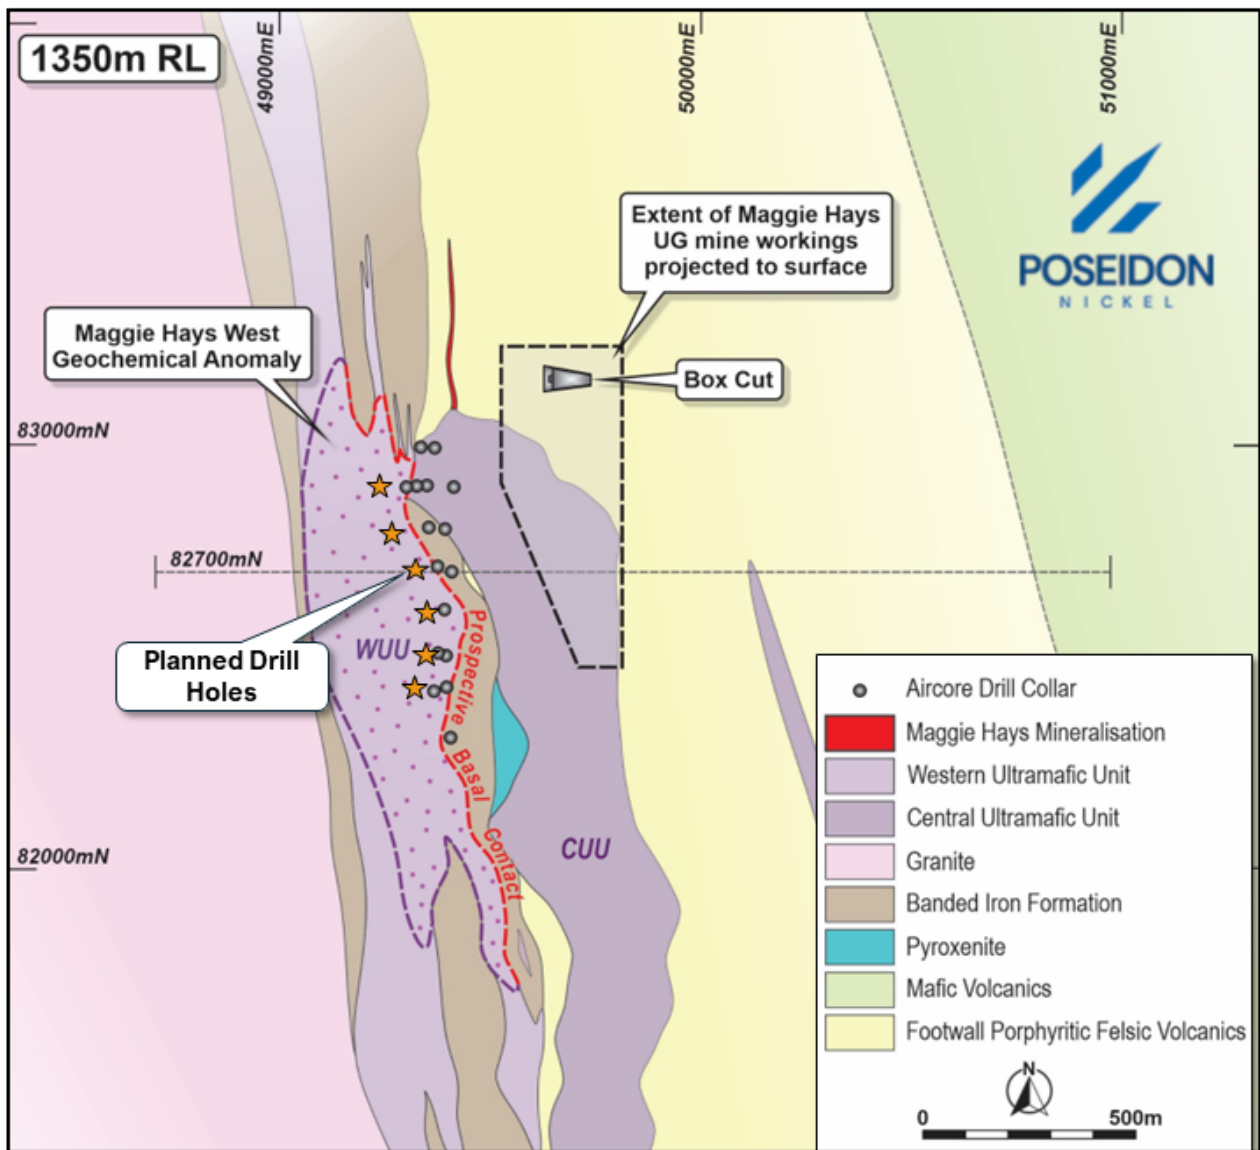 1350m RL
49000mE
50000mE
51000mE
POSEIDON
NICKEL
Extent of Maggie Hays
UG mine workings
projected to surface
Maggie Hays West
Geochemical Anomaly
Box Cut
83000mN
82700mN
WUU
Planned Drill
Holes
Prospective Basal Contact
CUU
82000mN
Aircore Drill Collar
Maggie Hays Mineralisation
Western Ultramafic Unit
Central Ultramafic Unit
Granite
Banded Iron Formation
Pyroxenite
Mafic Volcanics
Footwall Porphyritic Felsic Volcanics
N
0 500m